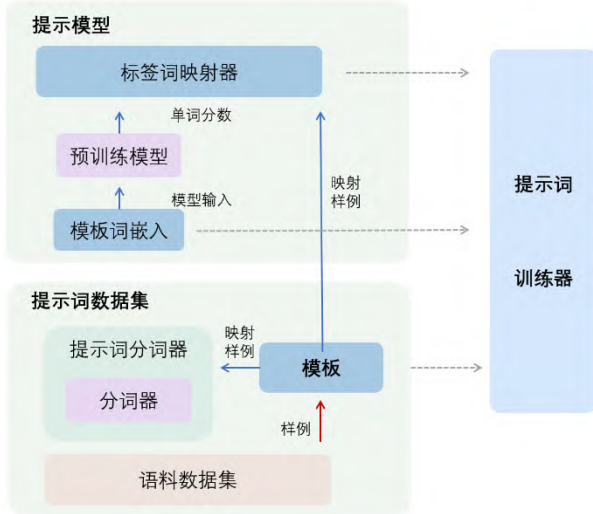 提示模型
标签词映射器
单词分数
预训练模型
模型输入
模板词嵌入
映射
样例
提示词
训练器
提示词数据集
提示词分词器
分词器
映射
样例
模板
样例
语料数据集